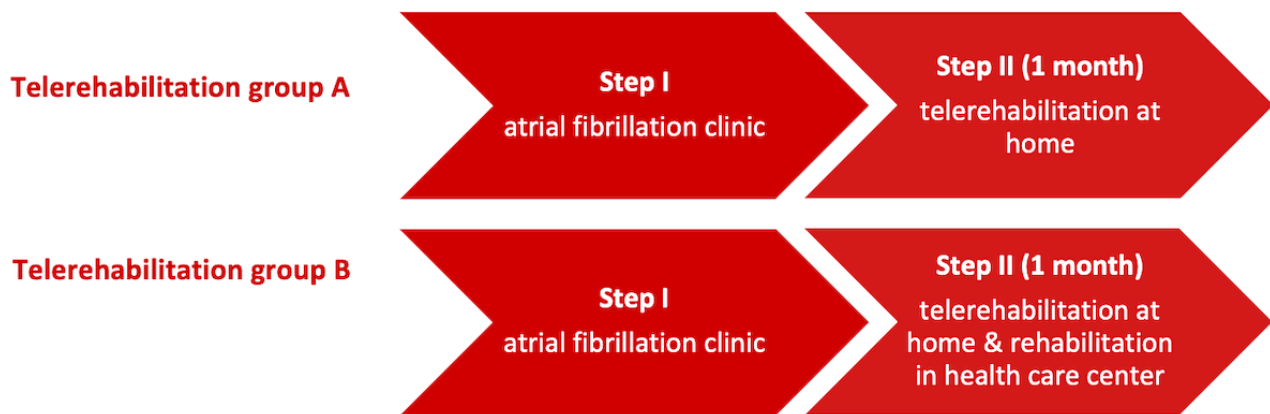 Telerehabilitation group A
Step I
atrial fibrillation clinic
Step II (1 month)
telerehabilitation at
home
Telerehabilitation group B
Step I
atrial fibrillation clinic
Step II (1 month)
telerehabilitation at
home & rehabilitation
in health care center